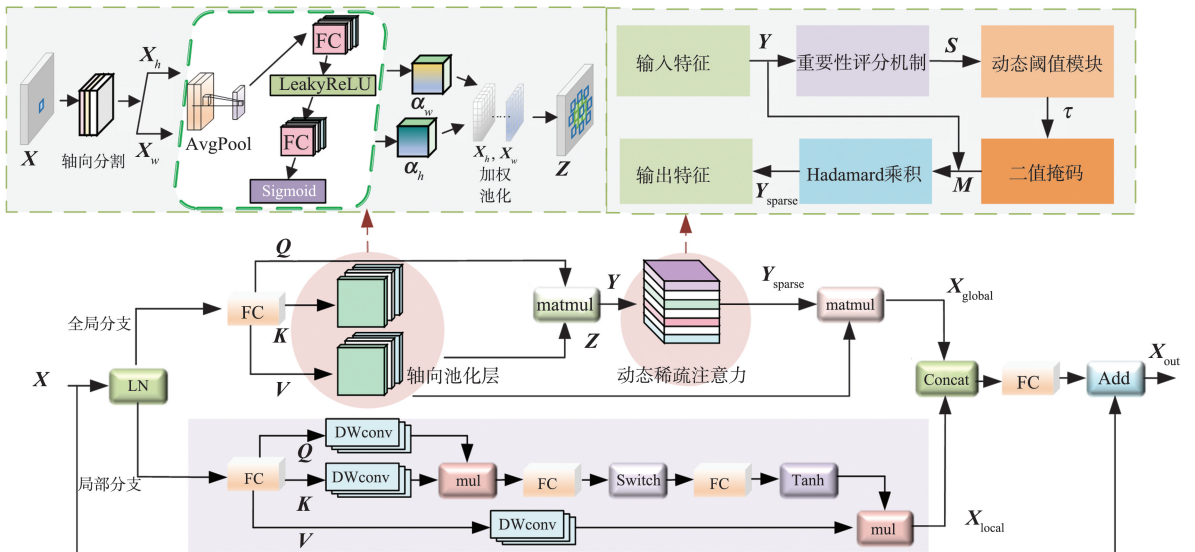 X
轴向分割
X_h
X_w
AvgPool
FC
LeakyReLU
FC
Sigmoid
α_w
α_h
X_h, X_w
加权
池化
Z
输入特征
Y
重要性评分机制
S
动态阈值模块
τ
输出特征
Y_sparse
Hadamard乘积
M
二值掩码
X
LN
全局分支
FC
Q
K
V
轴向池化层
matmul
Z
Y
动态稀疏注意力
Y_sparse
matmul
X_global
Concat
FC
Add
X_out
局部分支
FC
Q
K
V
DWconv
DWconv
DWconv
mul
FC
Switch
FC
Tanh
mul
X_local